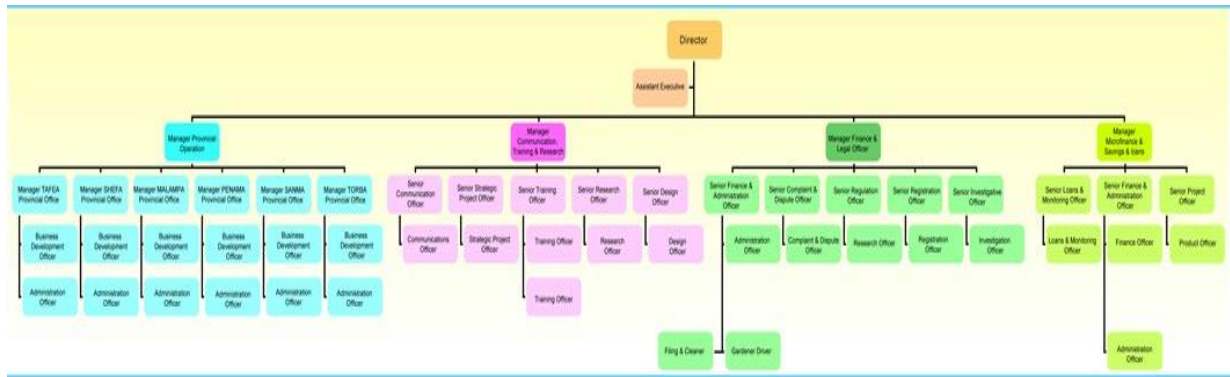 Director
Assistant Executive
Manager Provincial
Operation
Manager
Communication,
Training & Research
Manager Finance &
Legal Officer
Manager
Microfinance &
Savings & loans
Manager TAFEA
Provincial Office
Manager SHEFA
Provincial Office
Manager MALAMPA
Provincial Office
Manager PENAMA
Provincial Office
Manager SANMA
Provincial Office
Manager TORBA
Provincial Office
Senior
Communication
Officer
Senior Strategic
Project Officer
Senior Training
Officer
Senior Research
Officer
Senior Design
Officer
Senior Finance &
Administration
Officer
Senior Complaint &
Dispute Officer
Senior Regulation
Officer
Senior Registration
Officer
Senior Investigative
Officer
Senior Loans &
Monitoring Officer
Senior Finance &
Administration
Officer
Senior Project
Officer
Business
Development
Officer
Business
Development
Officer
Business
Development
Officer
Business
Development
Officer
Business
Development
Officer
Business
Development
Officer
Communications
Officer
Strategic Project
Officer
Training Officer
Research
Officer
Design
Officer
Administration
Officer
Complaint & Dispute
Officer
Research Officer
Registration
Officer
Investigation
Officer
Loans & Monitoring
Officer
Finance Officer
Product Officer
Administration
Officer
Administration
Officer
Administration
Officer
Administration
Officer
Administration
Officer
Administration
Officer
Training Officer
Filing & Cleaner
Gardener Driver
Administration
Officer